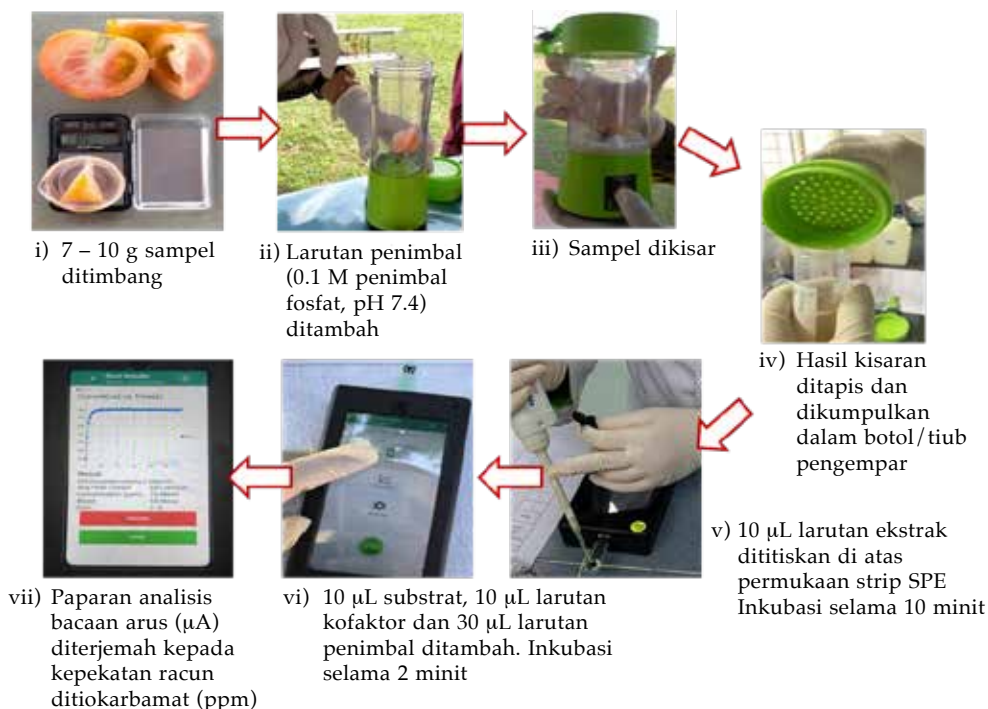 i) 7 – 10 g sampel
ditimbang
ii) Larutan penimbal
(0.1 M penimbal
fosfat, pH 7.4)
ditambah
iii) Sampel dikisar
iv) Hasil kisaran
ditapis dan
dikumpulkan
dalam botol/tiub
pengempar
v) 10 µL larutan ekstrak
dititiskan di atas
permukaan strip SPE
Inkubasi selama 10 minit
vi) 10 µL substrat, 10 µL larutan
kofaktor dan 30 µL larutan
penimbal ditambah. Inkubasi
selama 2 minit
vii) Paparan analisis
bacaan arus (µA)
diterjemah kepada
kepekatan racun
ditiokarbamat (ppm)